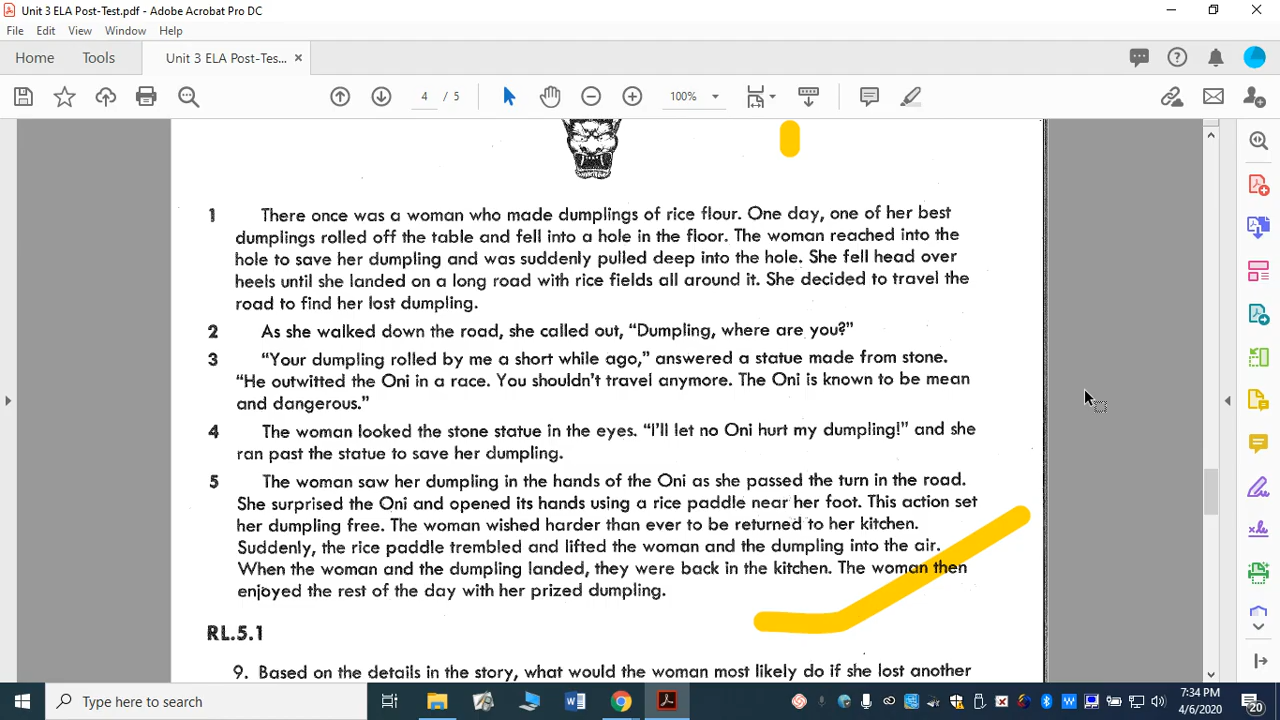 Unit 3 ELA Post-Test.pdf - Adobe Acrobat Pro DC
File Edit View Window Help
Home Tools Unit 3 ELA Post-Tes... ×
4 / 5 100%
1 There once was a woman who made dumplings of rice flour. One day, one of her best
dumplings rolled off the table and fell into a hole in the floor. The woman reached into the
hole to save her dumpling and was suddenly pulled deep into the hole. She fell head over
heels until she landed on a long road with rice fields all around it. She decided to travel the
road to find her lost dumpling.
2 As she walked down the road, she called out, “Dumpling, where are you?”
3 “Your dumpling rolled by me a short while ago,” answered a statue made from stone.
“He outwitted the Oni in a race. You shouldn’t travel anymore. The Oni is known to be mean
and dangerous.”
4 The woman looked the stone statue in the eyes. “I’ll let no Oni hurt my dumpling!” and she
ran past the statue to save her dumpling.
5 The woman saw her dumpling in the hands of the Oni as she passed the turn in the road.
She surprised the Oni and opened its hands using a rice paddle near her foot. This action set
her dumpling free. The woman wished harder than ever to be returned to her kitchen.
Suddenly, the rice paddle trembled and lifted the woman and the dumpling into the air.
When the woman and the dumpling landed, they were back in the kitchen. The woman then
enjoyed the rest of the day with her prized dumpling.
RL.5.1
9. Based on the details in the story, what would the woman most likely do if she lost another
Type here to search
7:34 PM
4/6/2020
20